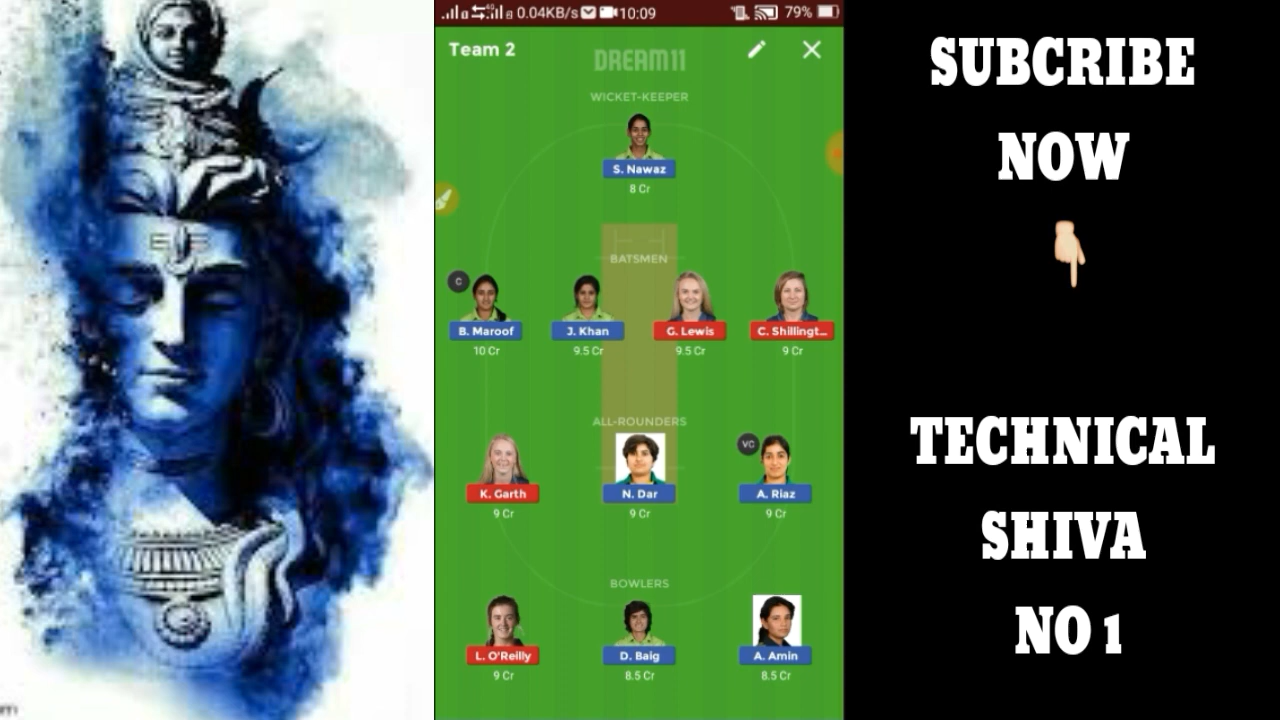 0.04KB/s 10:09 79%
Team 2
DREAM11
WICKET-KEEPER
S. Nawaz
8 Cr
BATSMEN
C
B. Maroof J. Khan G. Lewis C. Shillingt...
10 Cr 9.5 Cr 9.5 Cr 9 Cr
ALL-ROUNDERS
VC
K. Garth N. Dar A. Riaz
9 Cr 9 Cr 9 Cr
BOWLERS
L. O'Reilly D. Baig A. Amin
9 Cr 8.5 Cr 8.5 Cr
SUBCRIBE
NOW
TECHNICAL
SHIVA
NO 1